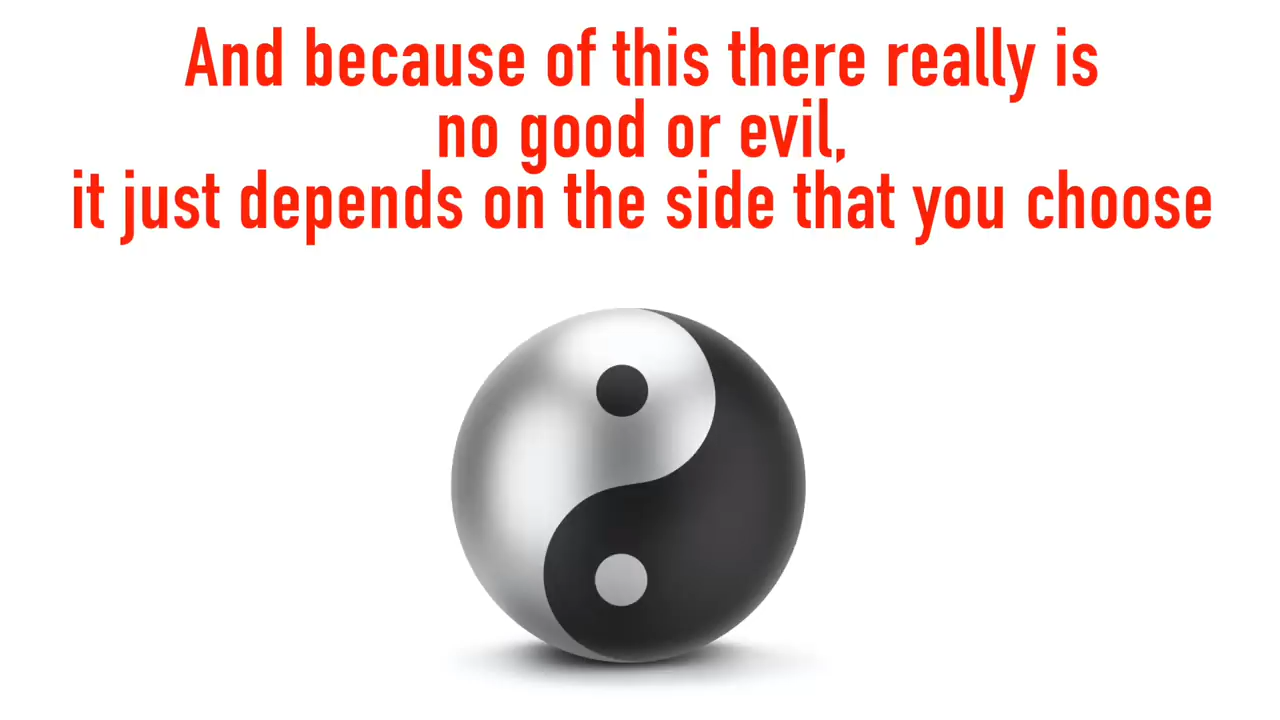 And because of this there really is
no good or evil,
it just depends on the side that you choose